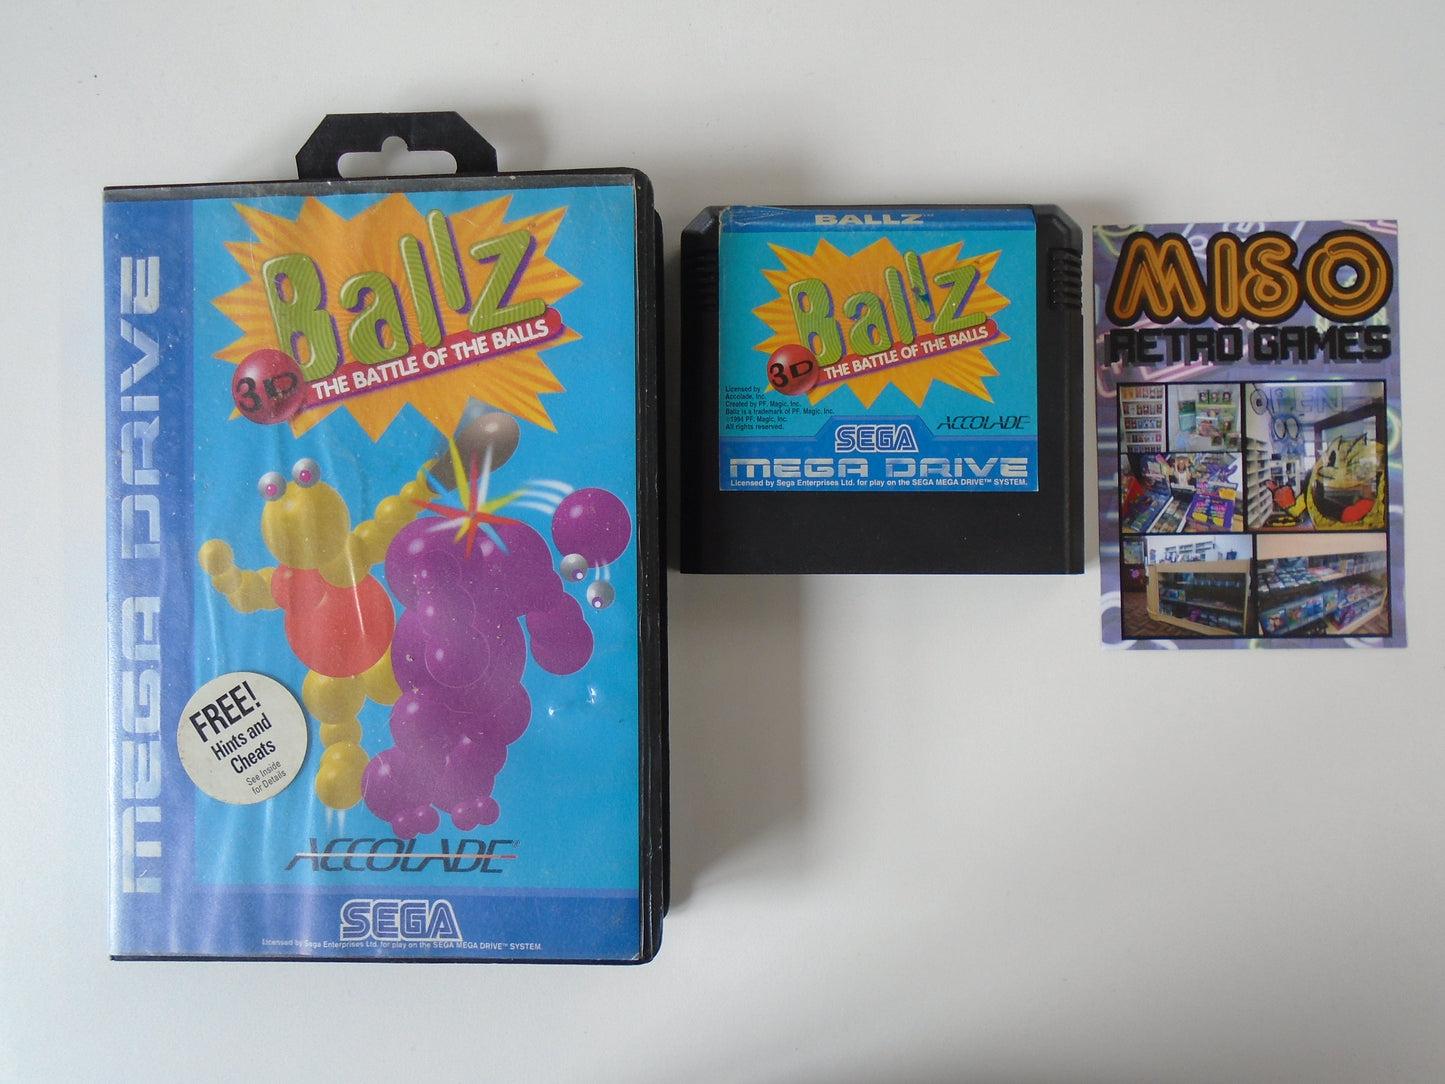 MEGA DRIVE
Ballz™
3D
THE BATTLE OF THE BALLS
FREE!
Hints and
Cheats
See Inside
for Details
ACCOLADE
SEGA
Licensed by Sega Enterprises Ltd. for play on the SEGA MEGA DRIVE™ SYSTEM.
BALLZ™
Ballz
3D
THE BATTLE OF THE BALLS
Licensed by
Accolade, Inc.
Created by PF. Magic, Inc.
Ballz is a trademark of PF. Magic, Inc.
©1994 PF. Magic, Inc.
All rights reserved.
ACCOLADE
SEGA
MEGA DRIVE
Licensed by Sega Enterprises Ltd. for play on the SEGA MEGA DRIVE™ SYSTEM.
MISO
RETRO GAMES
OPEN